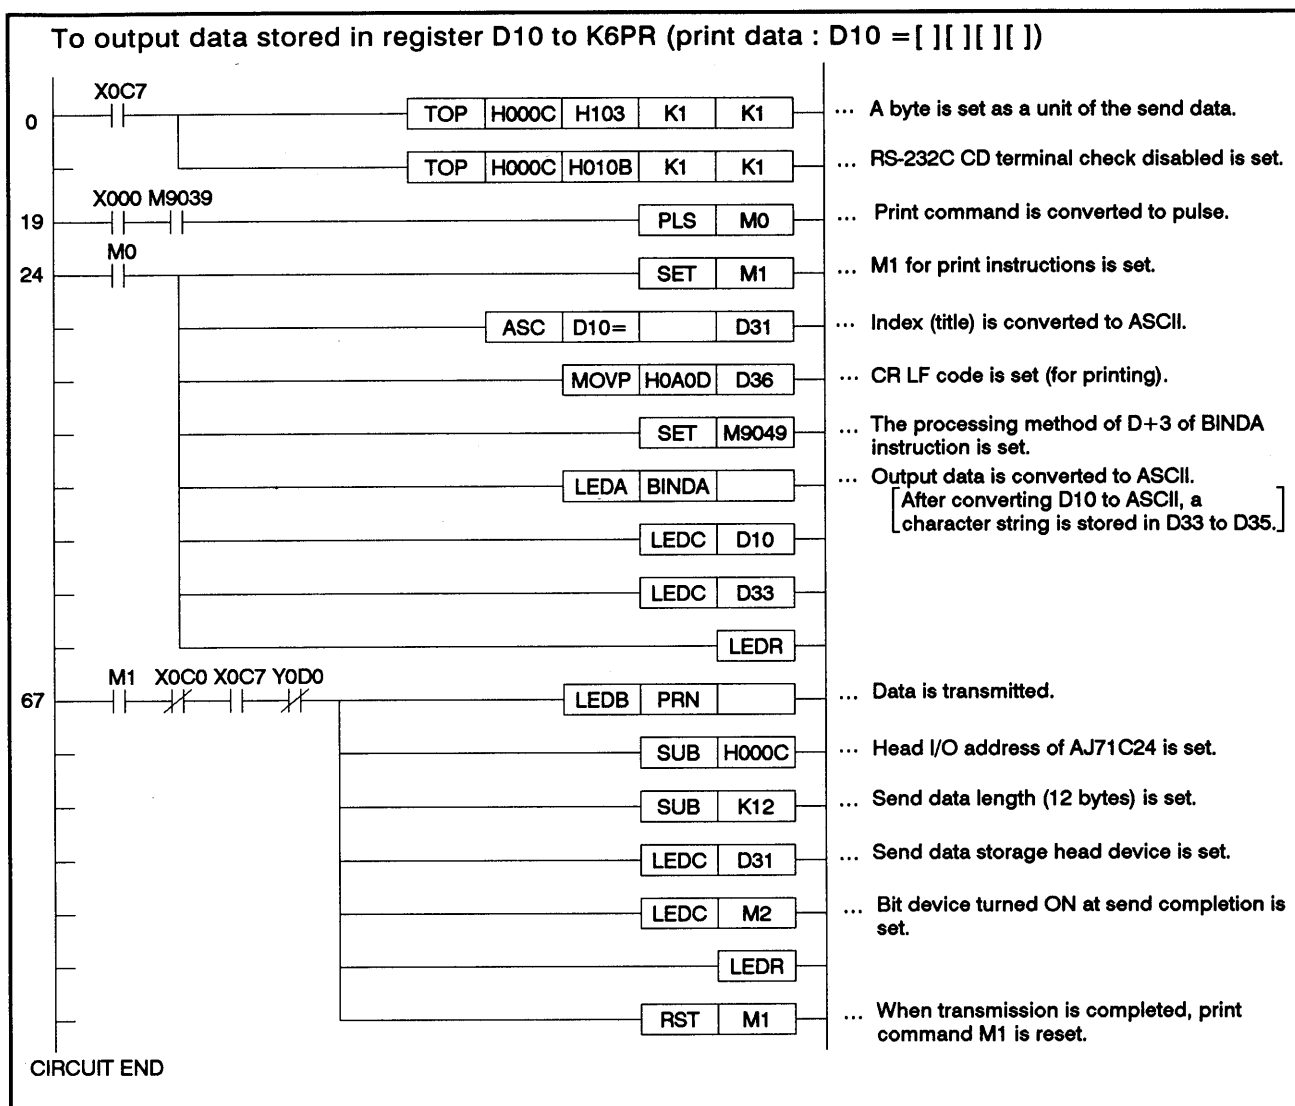 To output data stored in register D10 to K6PR (print data : D10 =[ ][ ][ ][ ])
X0C7
0 TOP H000C H103 K1 K1 ... A byte is set as a unit of the send data.
TOP H000C H010B K1 K1 ... RS-232C CD terminal check disabled is set.
X000 M9039
19 PLS M0 ... Print command is converted to pulse.
M0
24 SET M1 ... M1 for print instructions is set.
ASC D10= D31 ... Index (title) is converted to ASCII.
MOVP H0A0D D36 ... CR LF code is set (for printing).
SET M9049 ... The processing method of D+3 of BINDA
instruction is set.
LEDA BINDA ... Output data is converted to ASCII.
[After converting D10 to ASCII, a
character string is stored in D33 to D35.]
LEDC D10
LEDC D33
LEDR
M1 X0C0 X0C7 Y0D0
67 LEDB PRN ... Data is transmitted.
SUB H000C ... Head I/O address of AJ71C24 is set.
SUB K12 ... Send data length (12 bytes) is set.
LEDC D31 ... Send data storage head device is set.
LEDC M2 ... Bit device turned ON at send completion is
set.
LEDR
RST M1 ... When transmission is completed, print
command M1 is reset.
CIRCUIT END